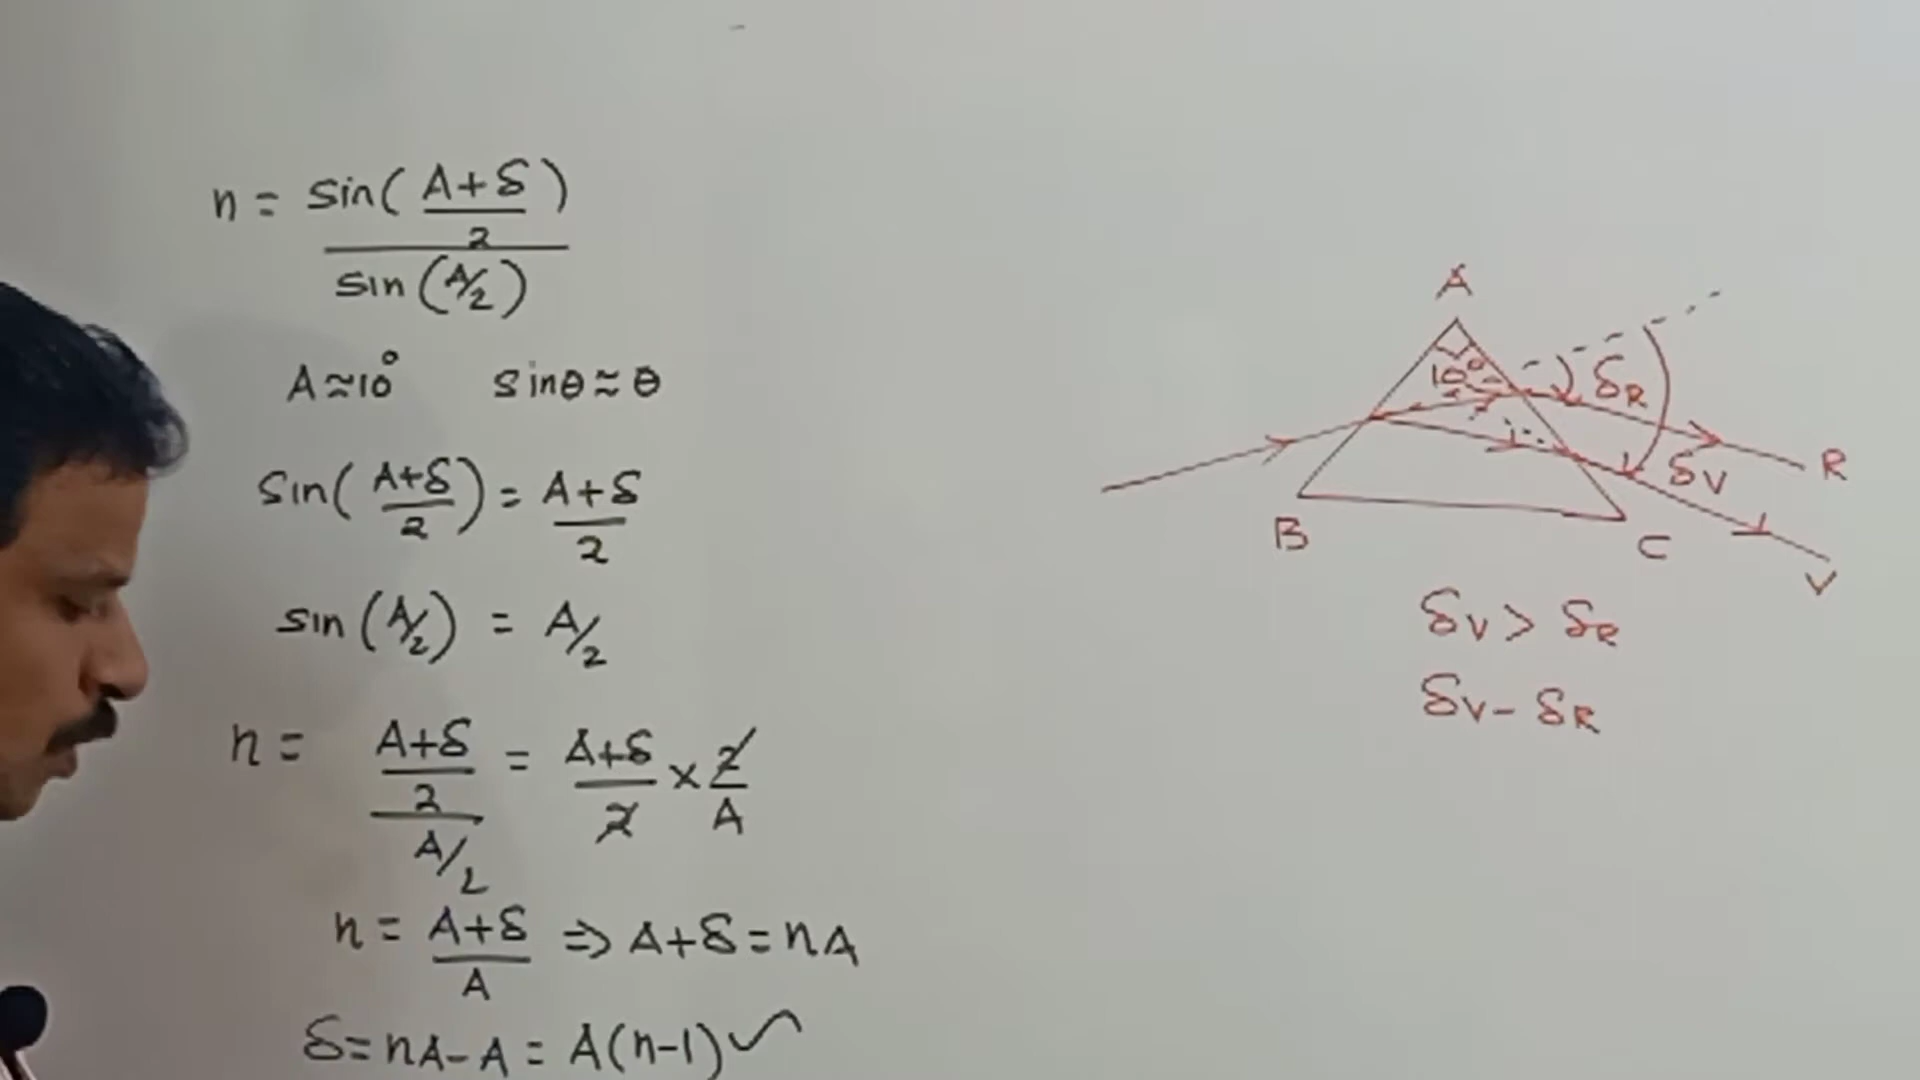 n = sin( A+δ / 2 ) / sin (A/2)
A≈10° sinθ≈θ
Sin( A+δ / 2 ) = A+δ / 2
sin (A/2) = A/2
n = A+δ / 2 / A/2 = A+δ / 2 × 2 / A
n = A+δ / A ⇒ A+δ = nA
δ = nA - A = A(n-1) ✓
A
10°
δR
R
δV
B
C
V
δV > δR
δV - δR